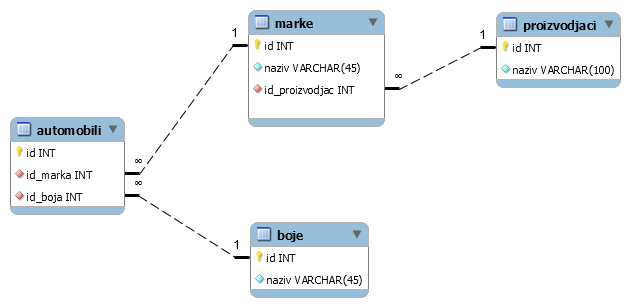 marke
id INT
naziv VARCHAR(45)
id_proizvodjac INT
proizvodjaci
id INT
naziv VARCHAR(100)
automobili
id INT
id_marka INT
id_boja INT
boje
id INT
naziv VARCHAR(45)
1
∞
1
∞
∞
1